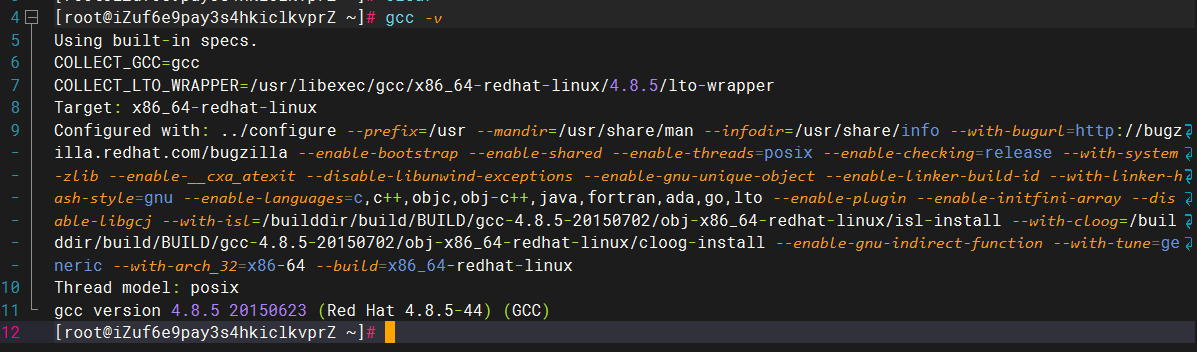 4 [root@iZuf6e9pay3s4hkiclkvprZ ~]# gcc -v
5 Using built-in specs.
6 COLLECT_GCC=gcc
7 COLLECT_LTO_WRAPPER=/usr/libexec/gcc/x86_64-redhat-linux/4.8.5/lto-wrapper
8 Target: x86_64-redhat-linux
9 Configured with: ../configure --prefix=/usr --mandir=/usr/share/man --infodir=/usr/share/info --with-bugurl=http://bugz
- illa.redhat.com/bugzilla --enable-bootstrap --enable-shared --enable-threads=posix --enable-checking=release --with-system
- -zlib --enable-__cxa_atexit --disable-libunwind-exceptions --enable-gnu-unique-object --enable-linker-build-id --with-linker-h
- ash-style=gnu --enable-languages=c,c++,objc,obj-c++,java,fortran,ada,go,lto --enable-plugin --enable-initfini-array --dis
- able-libgcj --with-isl=/builddir/build/BUILD/gcc-4.8.5-20150702/obj-x86_64-redhat-linux/isl-install --with-cloog=/buil
- ddir/build/BUILD/gcc-4.8.5-20150702/obj-x86_64-redhat-linux/cloog-install --enable-gnu-indirect-function --with-tune=ge
- neric --with-arch_32=x86-64 --build=x86_64-redhat-linux
10 Thread model: posix
11 gcc version 4.8.5 20150623 (Red Hat 4.8.5-44) (GCC)
12 [root@iZuf6e9pay3s4hkiclkvprZ ~]#